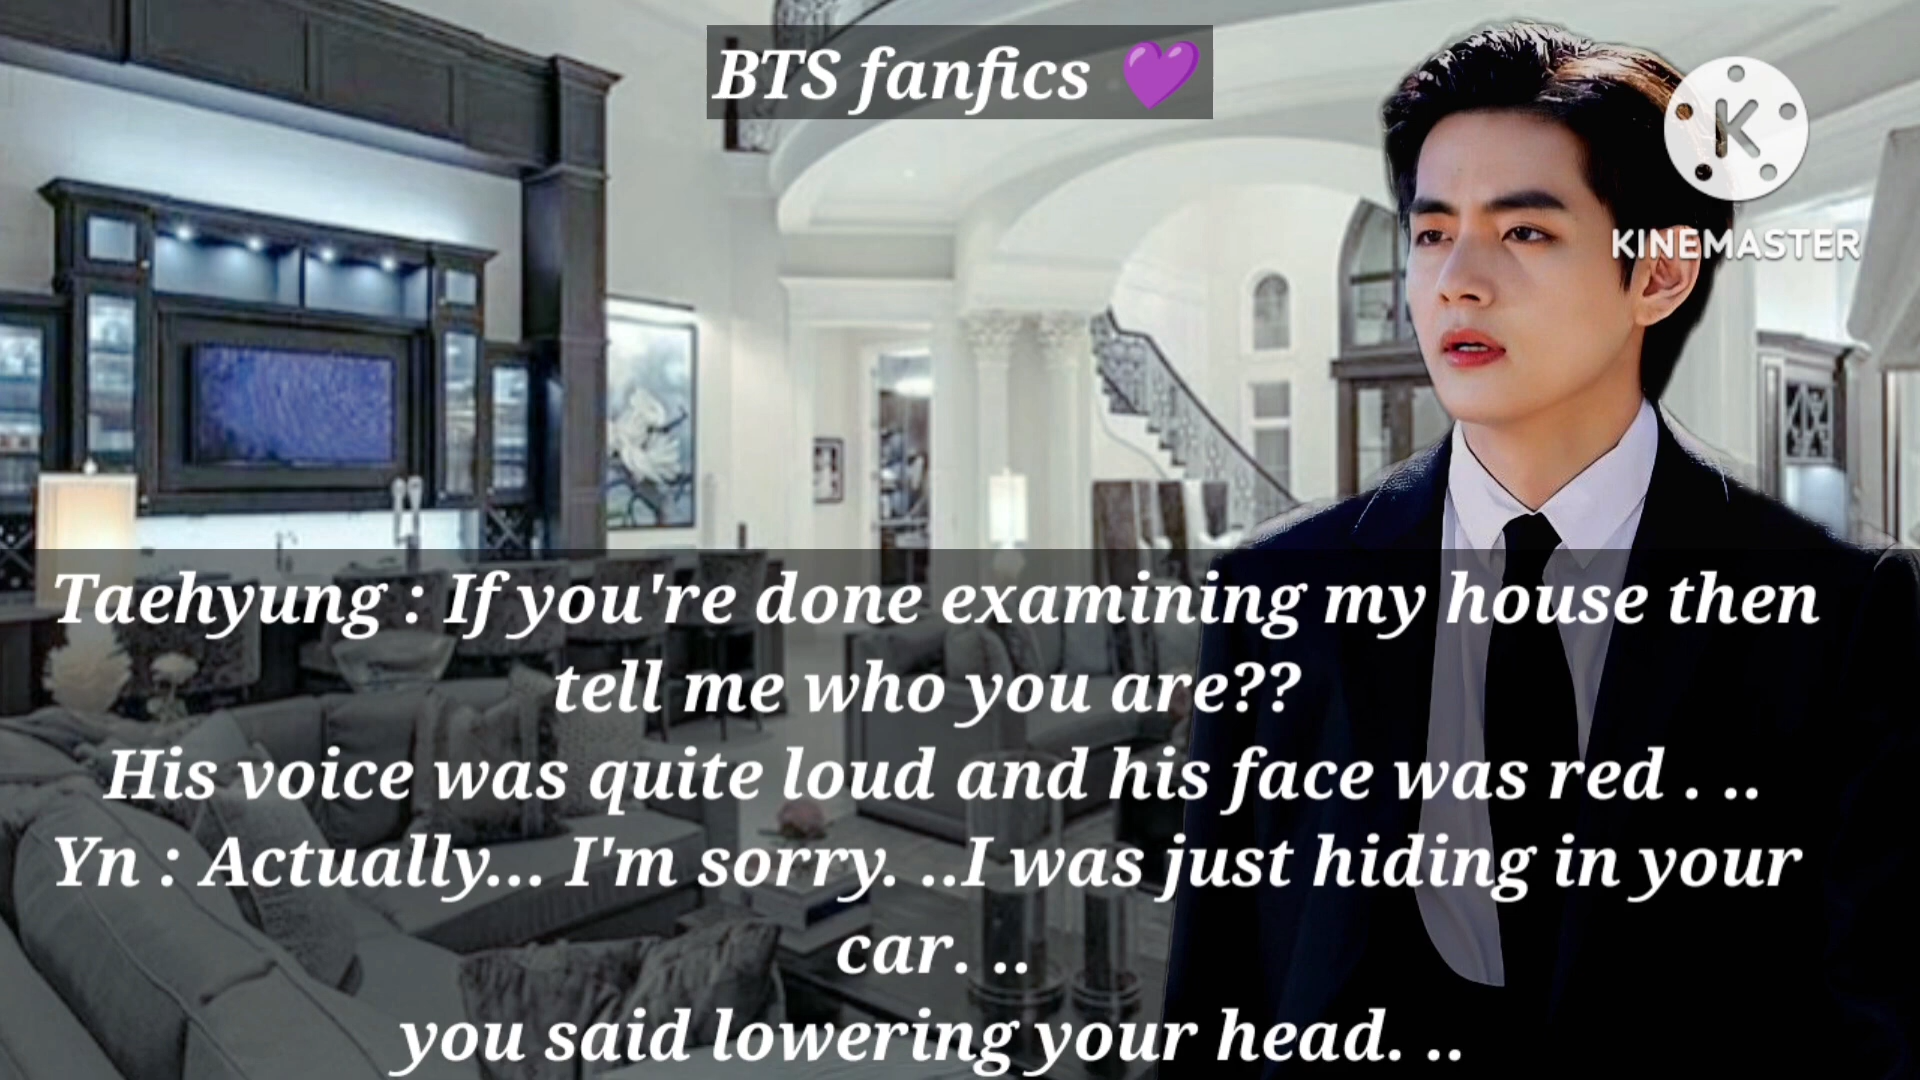 BTS fanfics 💜
K
KINEMASTER
Taehyung : If you're done examining my house then
tell me who you are??
His voice was quite loud and his face was red . ..
Yn : Actually... I'm sorry. ..I was just hiding in your
car. ..
you said lowering your head. ..